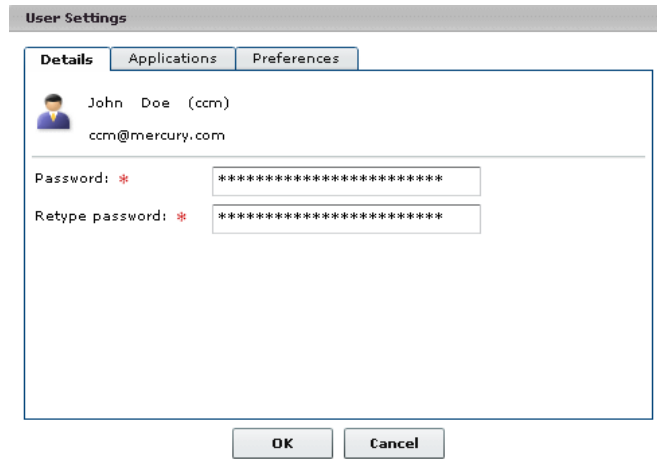 User Settings
Details Applications Preferences
John Doe (ccm)
ccm@mercury.com
Password: * ************************
Retype password: * ************************
OK Cancel